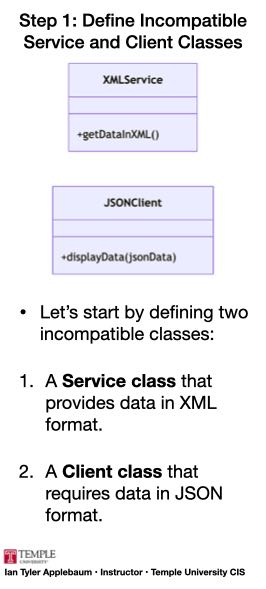 Step 1: Define Incompatible
Service and Client Classes
XMLService
+getDataInXML()
JSONClient
+displayData(jsonData)
• Let’s start by defining two
incompatible classes:
1. A Service class that
provides data in XML
format.
2. A Client class that
requires data in JSON
format.
TEMPLE
UNIVERSITY
Ian Tyler Applebaum · Instructor · Temple University CIS